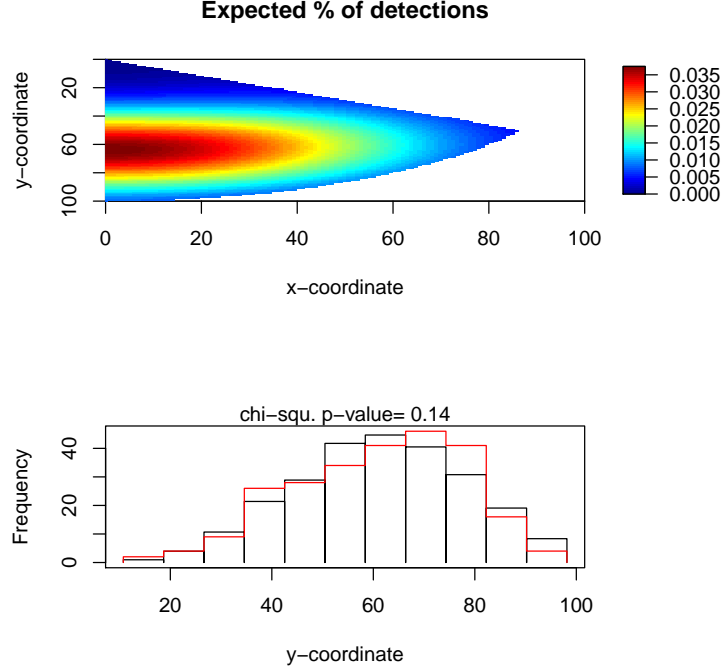 Expected % of detections
y−coordinate
20
60
100
0 20 40 60 80 100
x−coordinate
0.035
0.030
0.025
0.020
0.015
0.010
0.005
0.000
chi−squ. p−value= 0.14
Frequency
40
20
0
20 40 60 80 100
y−coordinate